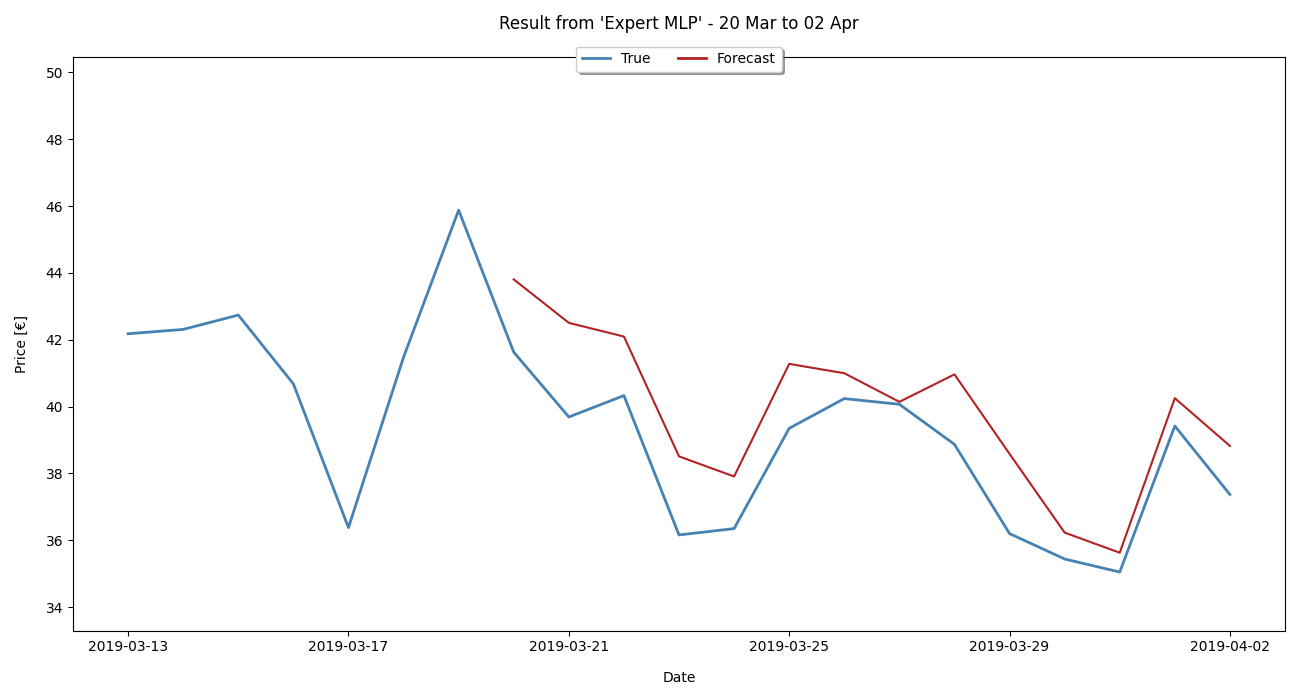 Result from 'Expert MLP' - 20 Mar to 02 Apr
True Forecast
50
48
46
44
42
40
38
36
34
Price [€]
2019-03-13 2019-03-17 2019-03-21 2019-03-25 2019-03-29 2019-04-02
Date